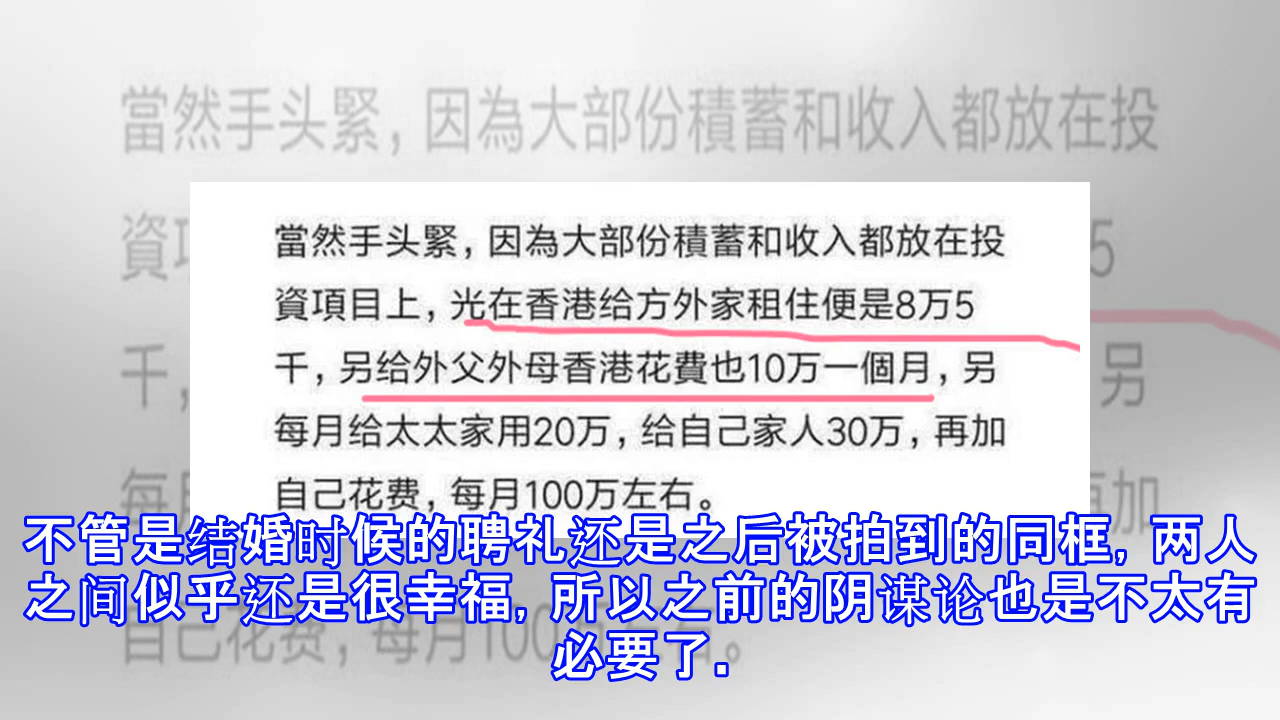 當然手头緊，因為大部份積蓄和收入都放在投
資項目上，光在香港给方外家租住便是8万5
千，另给外父外母香港花費也10万一個月，另
每月给太太家用20万，给自己家人30万，再加
自己花费，每月100万左右。
不管是结婚时候的聘礼还是之后被拍到的同框, 两人
之间似乎还是很幸福, 所以之前的阴谋论也是不太有
必要了.